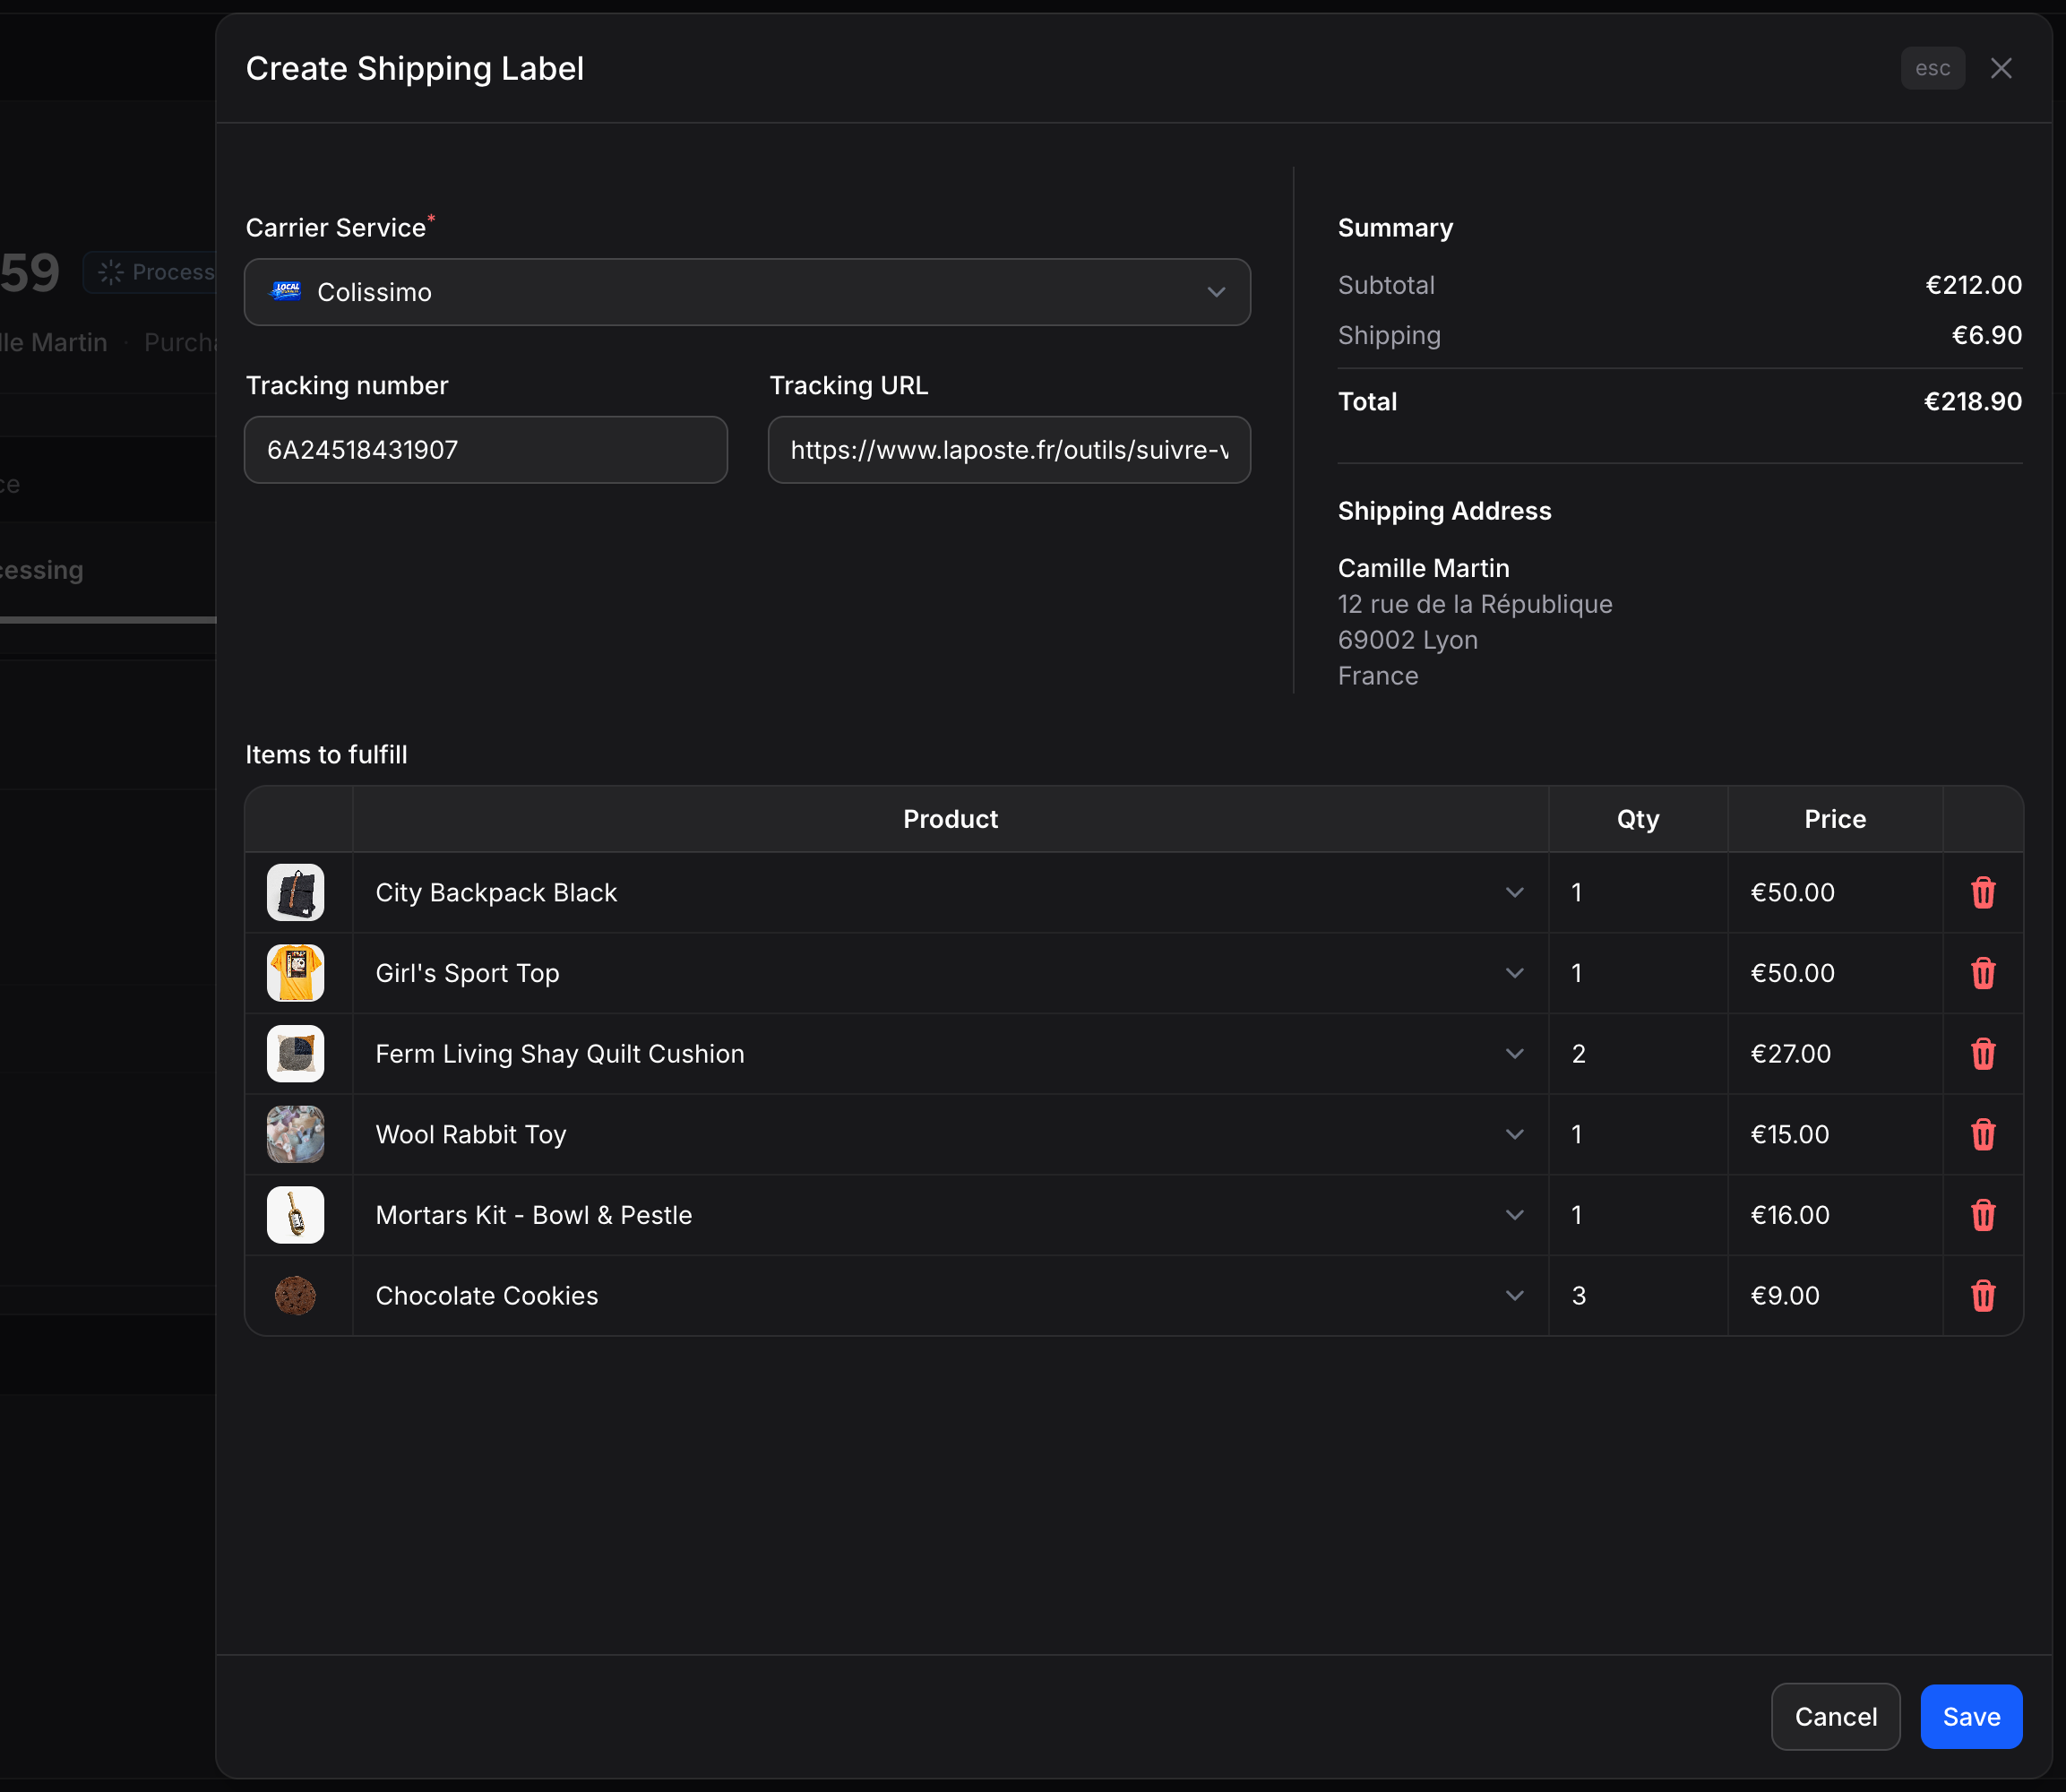 Create Shipping Label
esc
59
Process
lle Martin · Purcha
ce
cessing
Carrier Service*
LOCAL
Colissimo
Tracking number
Tracking URL
6A24518431907
https://www.laposte.fr/outils/suivre-v
Summary
Subtotal €212.00
Shipping €6.90
Total €218.90
Shipping Address
Camille Martin
12 rue de la République
69002 Lyon
France
Items to fulfill
Product Qty Price
City Backpack Black 1 €50.00
Girl's Sport Top 1 €50.00
Ferm Living Shay Quilt Cushion 2 €27.00
Wool Rabbit Toy 1 €15.00
Mortars Kit - Bowl & Pestle 1 €16.00
Chocolate Cookies 3 €9.00
Cancel
Save